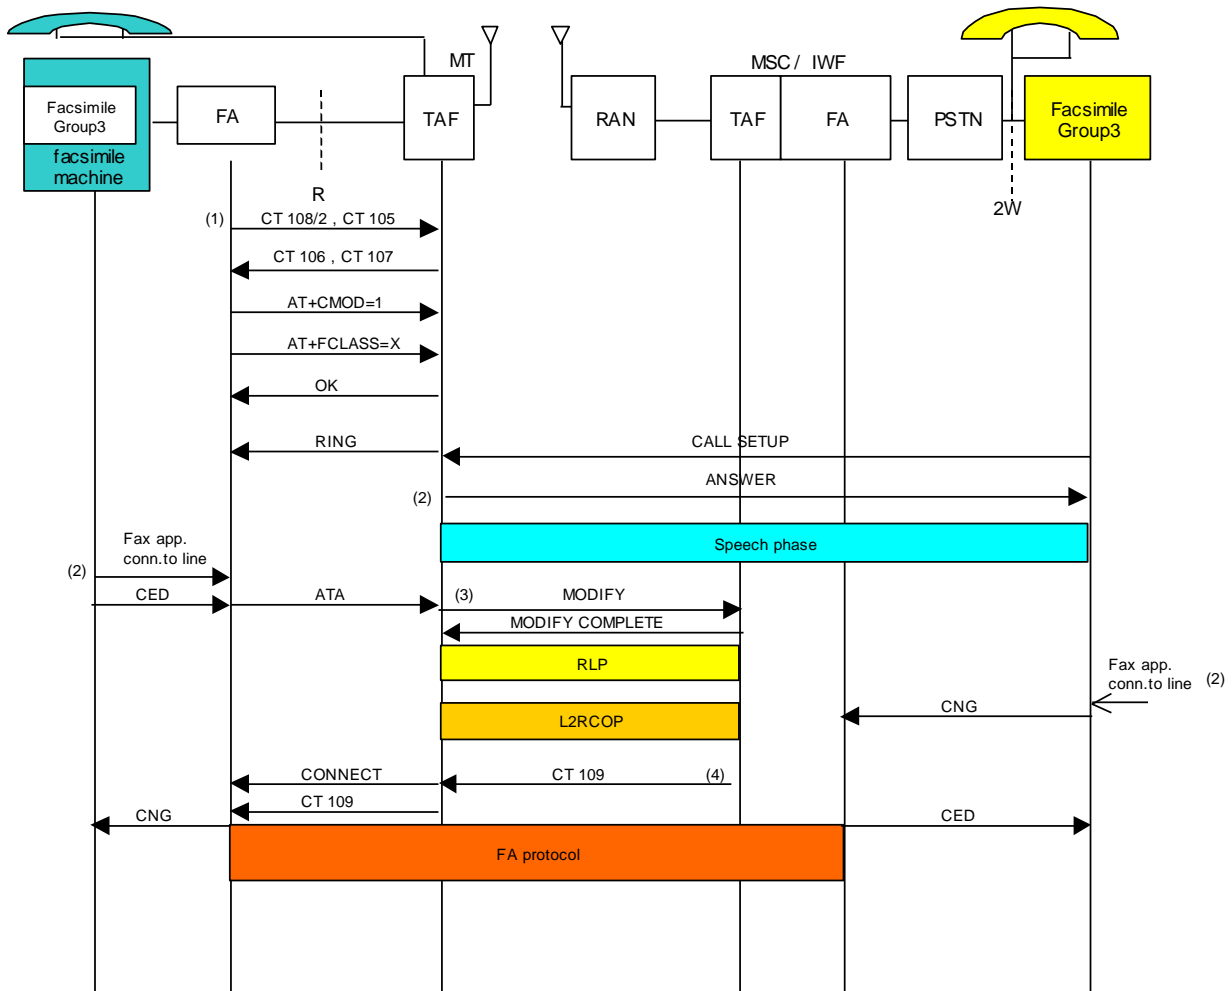 MT
MSC / IWF
Facsimile
Group3
facsimile
machine
FA
TAF
RAN
TAF
FA
PSTN
Facsimile
Group3
R
2W
(1)
CT 108/2 , CT 105
CT 106 , CT 107
AT+CMOD=1
AT+FCLASS=X
OK
RING
CALL SETUP
(2)
ANSWER
Speech phase
Fax app.
conn.to line
(2)
CED
ATA
(3)
MODIFY
MODIFY COMPLETE
RLP
Fax app.
conn.to line
(2)
CNG
L2RCOP
CONNECT
CT 109
(4)
CT 109
CNG
CED
FA protocol